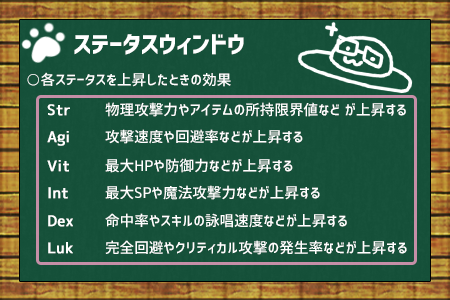 ステータスウィンドウ
○各ステータスを上昇したときの効果
Str 物理攻撃力やアイテムの所持限界値など が上昇する
Agi 攻撃速度や回避率などが上昇する
Vit 最大HPや防御力などが上昇する
Int 最大SPや魔法攻撃力などが上昇する
Dex 命中率やスキルの詠唱速度などが上昇する
Luk 完全回避やクリティカル攻撃の発生率などが上昇する